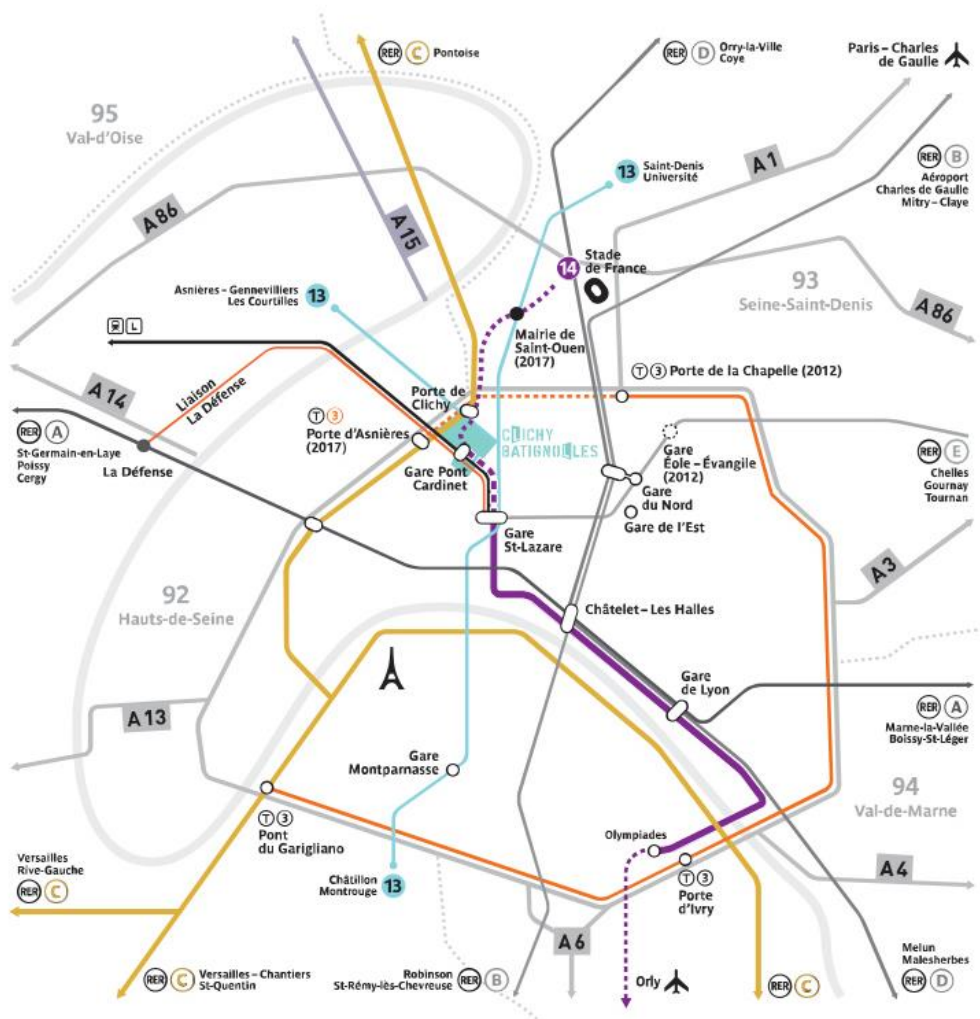 RER C Pontoise
RER D Orry-la-Ville
Coye
Paris – Charles
de Gaulle
95
Val-d'Oise
A 1
13 Saint-Denis
Université
RER B
Aéroport
Charles de Gaulle
Mitry – Claye
A 86
A 15
14 Stade
de France
93
Seine-Saint-Denis
A 86
Asnières – Gennevilliers
Les Courtilles
13
Mairie de
Saint-Ouen
(2017)
L
Liaison
La Défense
A 14
T 3 Porte de la Chapelle (2012)
Porte de
Clichy
T 3
Porte d'Asnières
(2017)
CLICHY
BATIGNOLLES
RER A
St-Germain-en-Laye
Poissy
Cergy
La Défense
Gare Pont
Cardinet
Gare
Éole – Évangile
(2012)
RER E
Chelles
Gournay
Tournan
Gare
du Nord
Gare de l'Est
Gare
St-Lazare
A 3
92
Hauts-de-Seine
Châtelet – Les Halles
Gare
de Lyon
A 13
RER A
Marne-la-Vallée
Boissy-St-Léger
Gare
Montparnasse
94
Val-de-Marne
T 3
Pont
du Garigliano
Olympiades
T 3
Porte
d'Ivry
A 4
Versailles
Rive-Gauche
RER C
Châtillon
Montrouge 13
A 6
RER C Versailles – Chantiers
St-Quentin
Robinson
St-Rémy-lès-Chevreuse RER B
Orly
RER C
Melun
Malesherbes
RER D